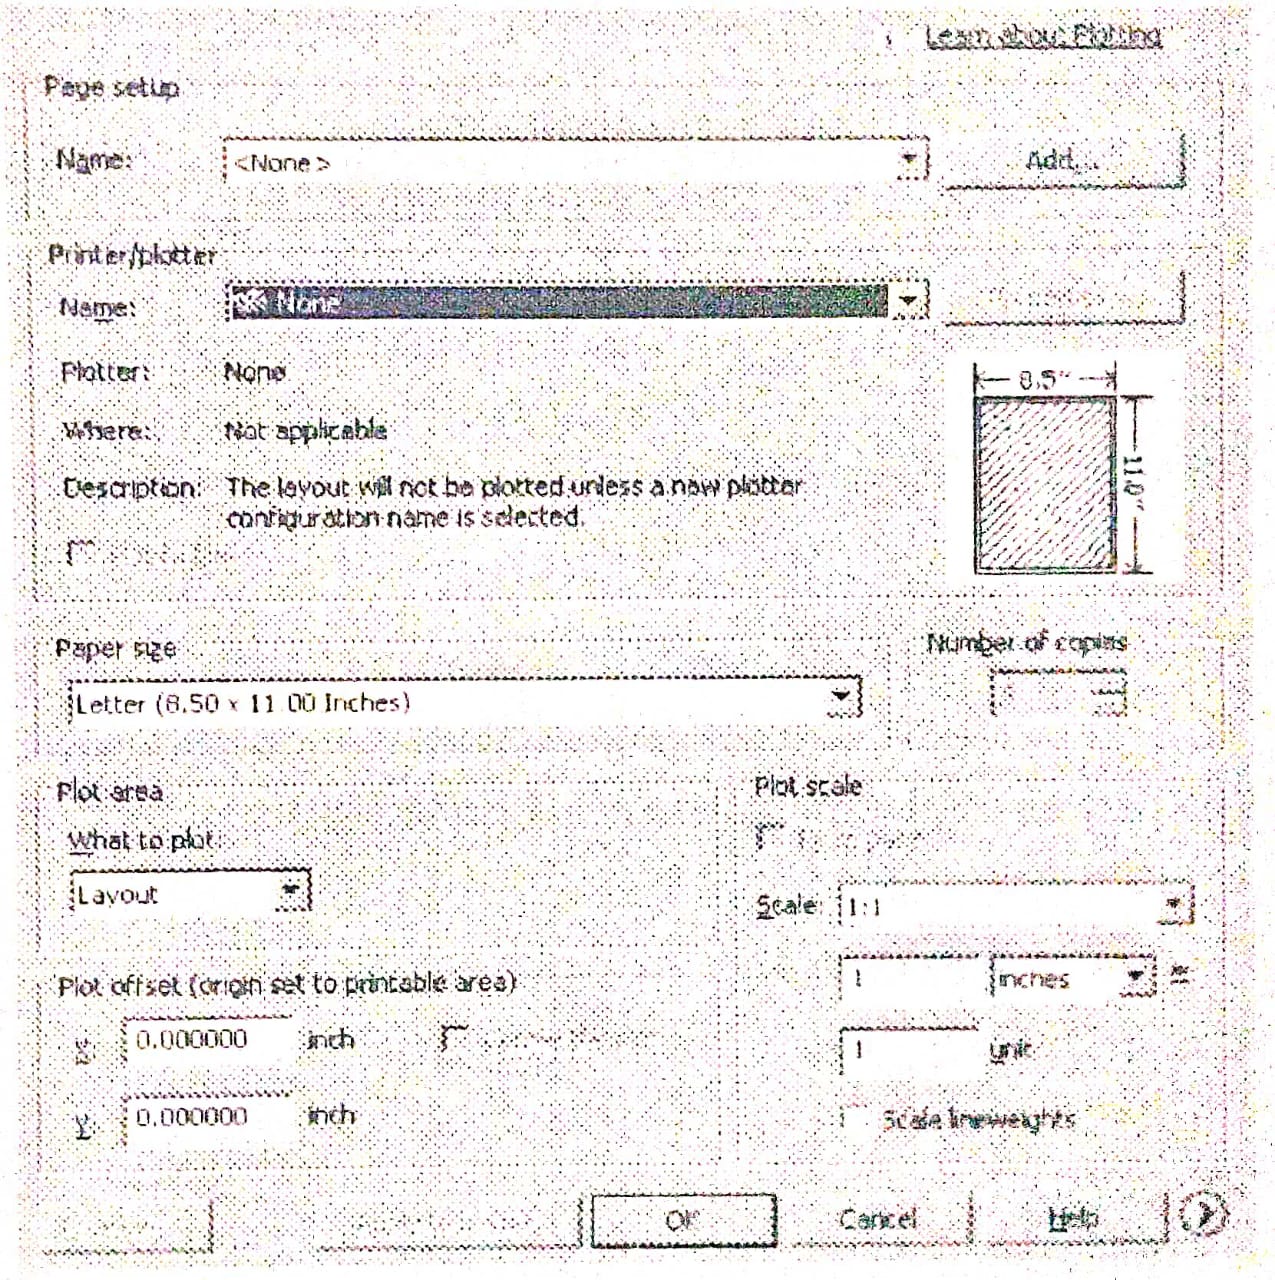 Learn about Plotting
Page setup
Name: <None> Add...
Printer/plotter
Name: None
Plotter: None
8.5"
Where: Not applicable
11.0"
Description: The layout will not be plotted unless a new plotter
configuration name is selected.
Paper size
Number of copies
Letter (8.50 x 11.00 Inches)
Plot area
Plot scale
What to plot:
Layout
Scale: 1:1
1 inches =
Plot offset (origin set to printable area)
X: 0.000000 inch
1 unit
Y: 0.000000 inch
Scale lineweights
OK Cancel Help